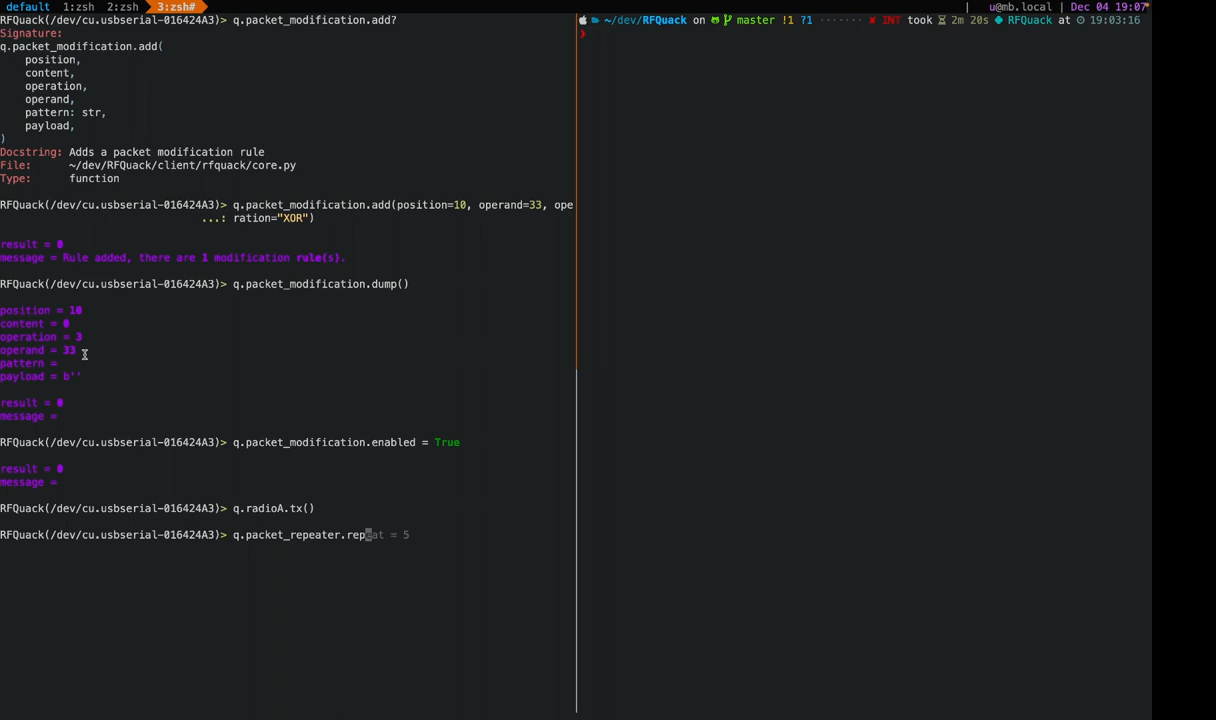 default 1:zsh 2:zsh 3:zsh# | u@mb.local | Dec 04 19:07
RFQuack(/dev/cu.usbserial-016424A3)> q.packet_modification.add?
Signature:
q.packet_modification.add(
    position,
    content,
    operation,
    operand,
    pattern: str,
    payload,
)
Docstring: Adds a packet modification rule
File:      ~/dev/RFQuack/client/rfquack/core.py
Type:      function
RFQuack(/dev/cu.usbserial-016424A3)> q.packet_modification.add(position=10, operand=33, ope
...: ration="XOR")
result = 0
message = Rule added, there are 1 modification rule(s).
RFQuack(/dev/cu.usbserial-016424A3)> q.packet_modification.dump()
position = 10
content = 0
operation = 3
operand = 33
pattern =
payload = b''
result = 0
message =
RFQuack(/dev/cu.usbserial-016424A3)> q.packet_modification.enabled = True
result = 0
message =
RFQuack(/dev/cu.usbserial-016424A3)> q.radioA.tx()
RFQuack(/dev/cu.usbserial-016424A3)> q.packet_repeater.repeat = 5
~/dev/RFQuack on master !1 ?1 ······· ✘ INT took 2m 20s RFQuack at 19:03:16
❯